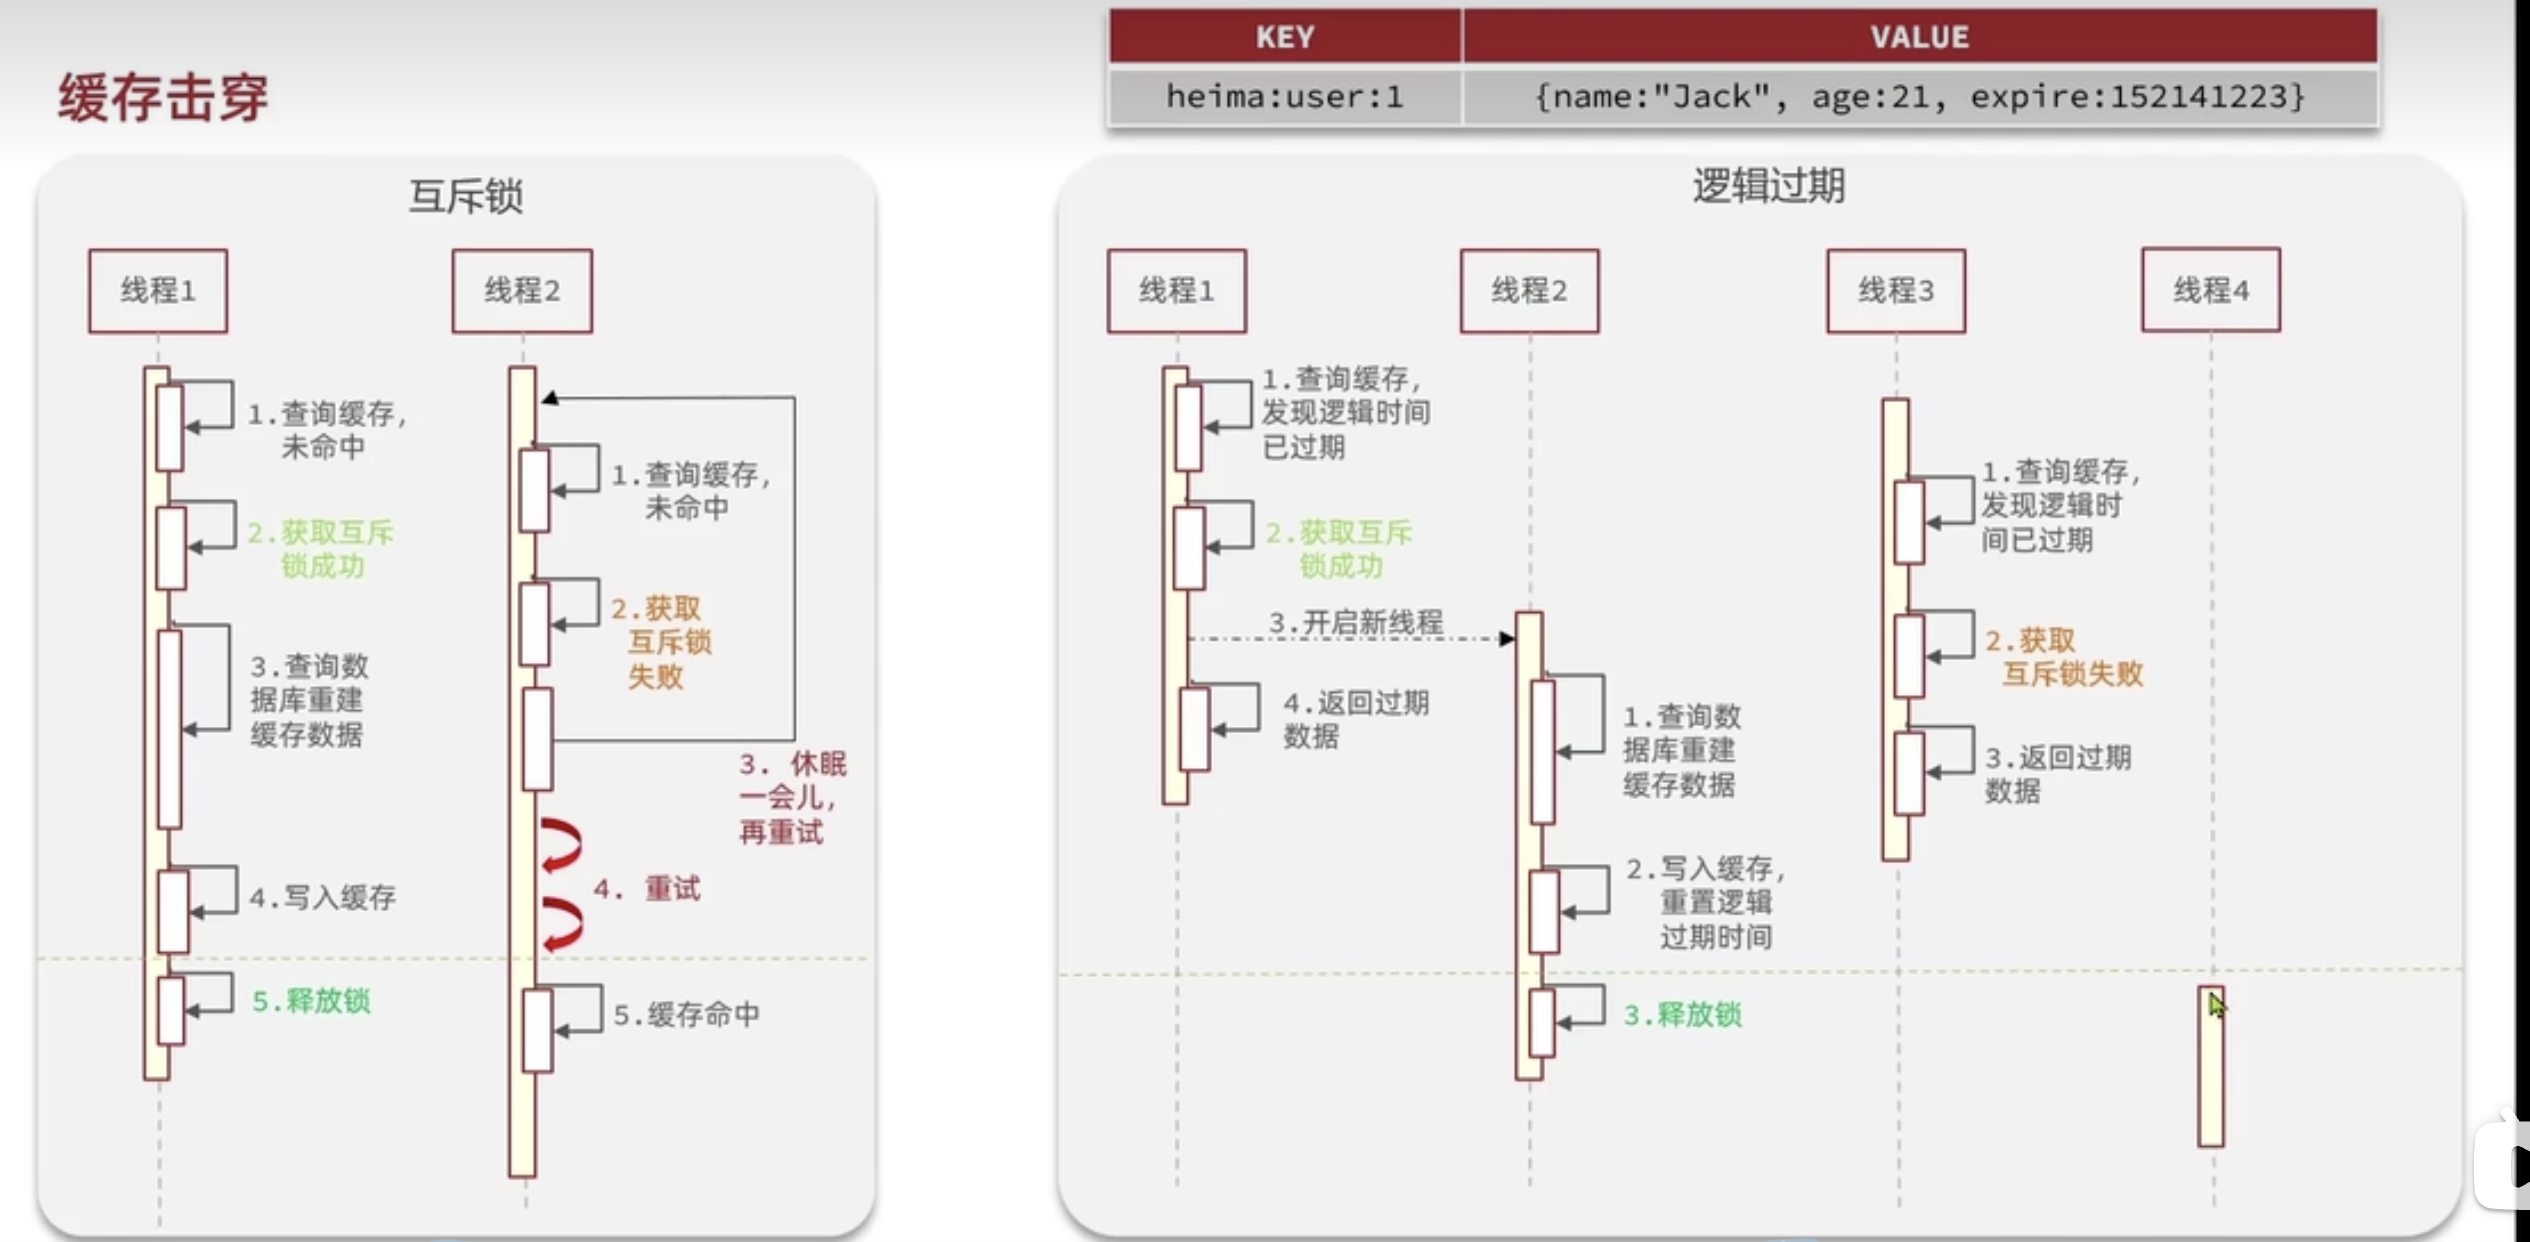 缓存击穿
KEY
VALUE
heima:user:1
{name:"Jack", age:21, expire:152141223}
互斥锁
线程1
线程2
1.查询缓存,
未命中
2.获取互斥
锁成功
3.查询数
据库重建
缓存数据
4.写入缓存
5.释放锁
1.查询缓存,
未命中
2.获取
互斥锁
失败
3. 休眠
一会儿,
再重试
4. 重试
5.缓存命中
逻辑过期
线程1
线程2
线程3
线程4
1.查询缓存,
发现逻辑时间
已过期
2.获取互斥
锁成功
3.开启新线程
4.返回过期
数据
1.查询数
据库重建
缓存数据
2.写入缓存,
重置逻辑
过期时间
3.释放锁
1.查询缓存,
发现逻辑时
间已过期
2.获取
互斥锁失败
3.返回过期
数据